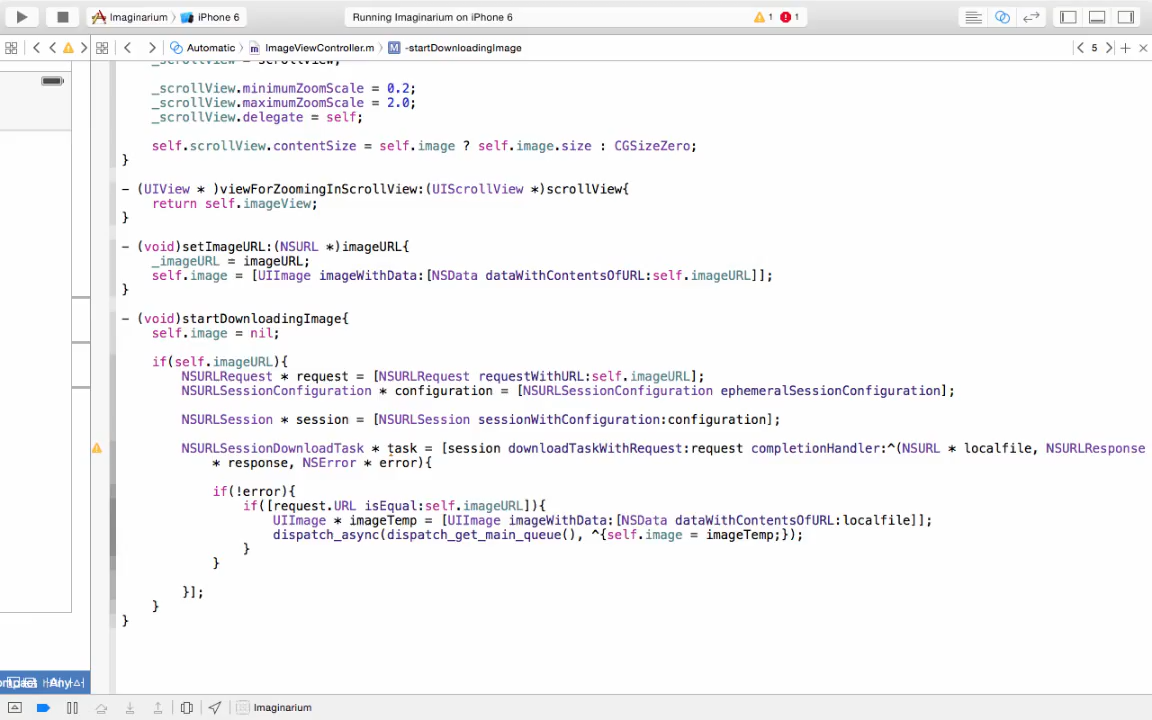 Imaginarium
iPhone 6
Running Imaginarium on iPhone 6
1
1
Automatic
ImageViewController.m
M
-startDownloadingImage
5
_scrollView = scrollView;
_scrollView.minimumZoomScale = 0.2;
_scrollView.maximumZoomScale = 2.0;
_scrollView.delegate = self;
self.scrollView.contentSize = self.image ? self.image.size : CGSizeZero;
}
- (UIView * )viewForZoomingInScrollView:(UIScrollView *)scrollView{
return self.imageView;
}
- (void)setImageURL:(NSURL *)imageURL{
_imageURL = imageURL;
self.image = [UIImage imageWithData:[NSData dataWithContentsOfURL:self.imageURL]];
}
- (void)startDownloadingImage{
self.image = nil;
if(self.imageURL){
NSURLRequest * request = [NSURLRequest requestWithURL:self.imageURL];
NSURLSessionConfiguration * configuration = [NSURLSessionConfiguration ephemeralSessionConfiguration];
NSURLSession * session = [NSURLSession sessionWithConfiguration:configuration];
NSURLSessionDownloadTask * task = [session downloadTaskWithRequest:request completionHandler:^(NSURL * localfile, NSURLResponse
* response, NSError * error){
if(!error){
if([request.URL isEqual:self.imageURL]){
UIImage * imageTemp = [UIImage imageWithData:[NSData dataWithContentsOfURL:localfile]];
dispatch_async(dispatch_get_main_queue(), ^{self.image = imageTemp;});
}
}
}];
}
}
Any
Imaginarium